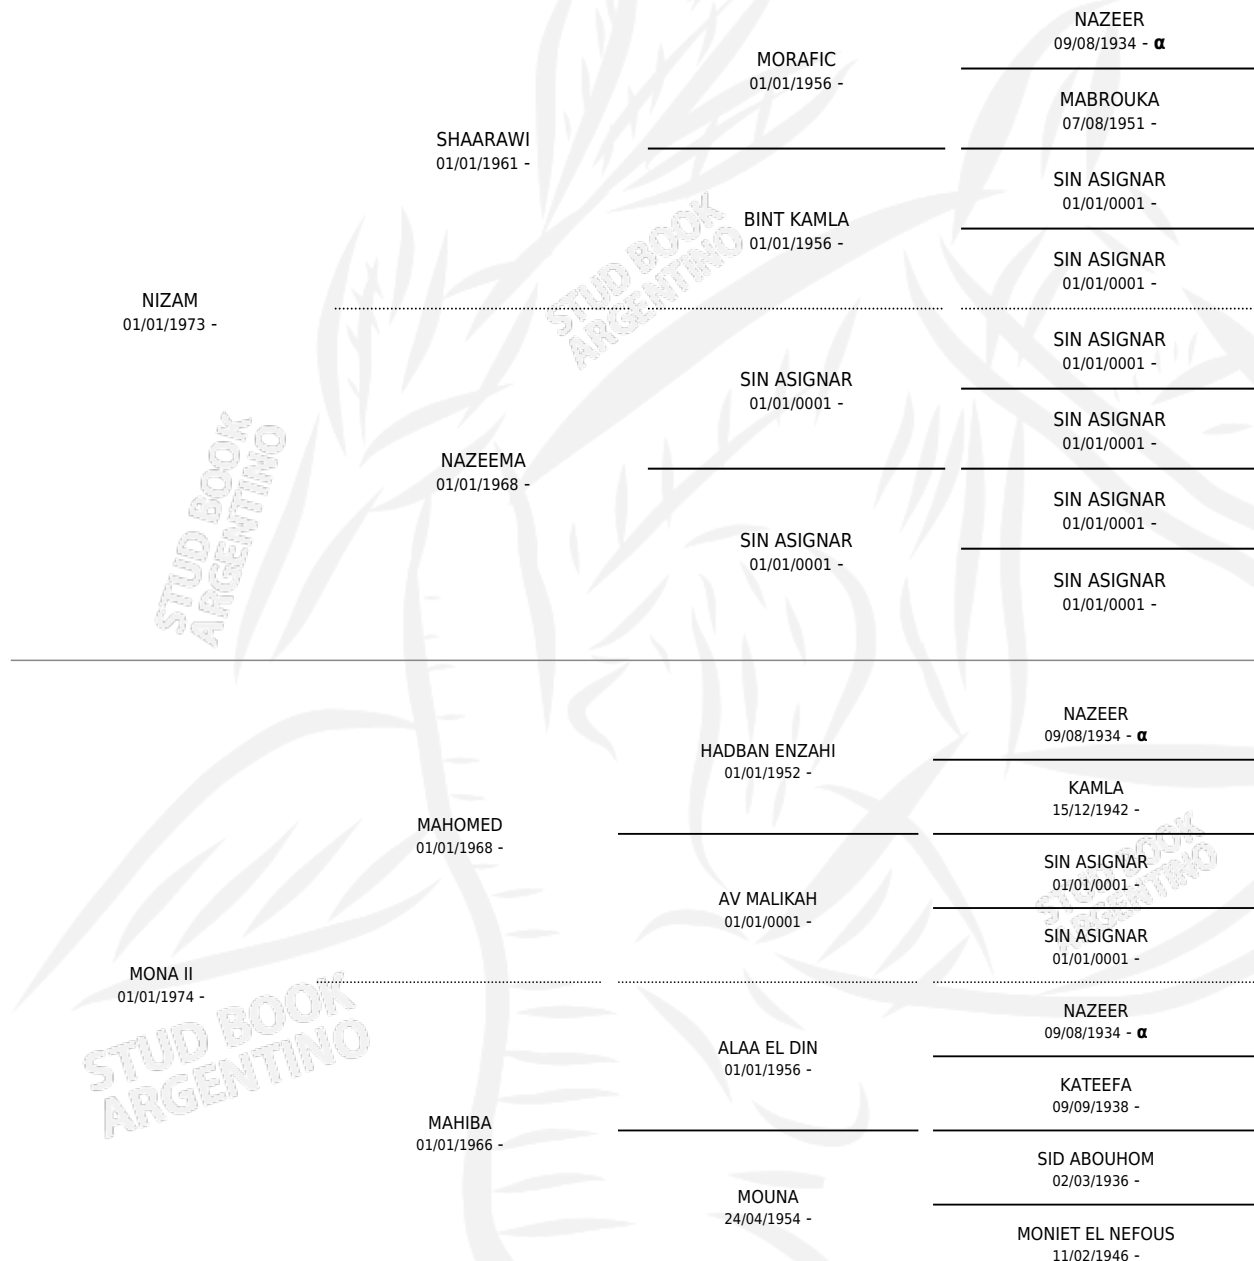 NAZEER
09/08/1934 - α
MORAFIC
01/01/1956 -
MABROUKA
07/08/1951 -
SHAARAWI
01/01/1961 -
SIN ASIGNAR
01/01/0001 -
BINT KAMLA
01/01/1956 -
SIN ASIGNAR
01/01/0001 -
NIZAM
01/01/1973 -
SIN ASIGNAR
01/01/0001 -
SIN ASIGNAR
01/01/0001 -
SIN ASIGNAR
01/01/0001 -
NAZEEMA
01/01/1968 -
SIN ASIGNAR
01/01/0001 -
SIN ASIGNAR
01/01/0001 -
SIN ASIGNAR
01/01/0001 -
STUD BOOK
ARGENTINO
STUD BOOK
ARGENTINO
NAZEER
09/08/1934 - α
HADBAN ENZAHI
01/01/1952 -
KAMLA
15/12/1942 -
MAHOMED
01/01/1968 -
SIN ASIGNAR
01/01/0001 -
AV MALIKAH
01/01/0001 -
SIN ASIGNAR
01/01/0001 -
STUD BOOK
ARGENTINO
MONA II
01/01/1974 -
NAZEER
09/08/1934 - α
ALAA EL DIN
01/01/1956 -
KATEEFA
09/09/1938 -
MAHIBA
01/01/1966 -
SID ABOUHOM
02/03/1936 -
MOUNA
24/04/1954 -
MONIET EL NEFOUS
11/02/1946 -
STUD BOOK
ARGENTINO